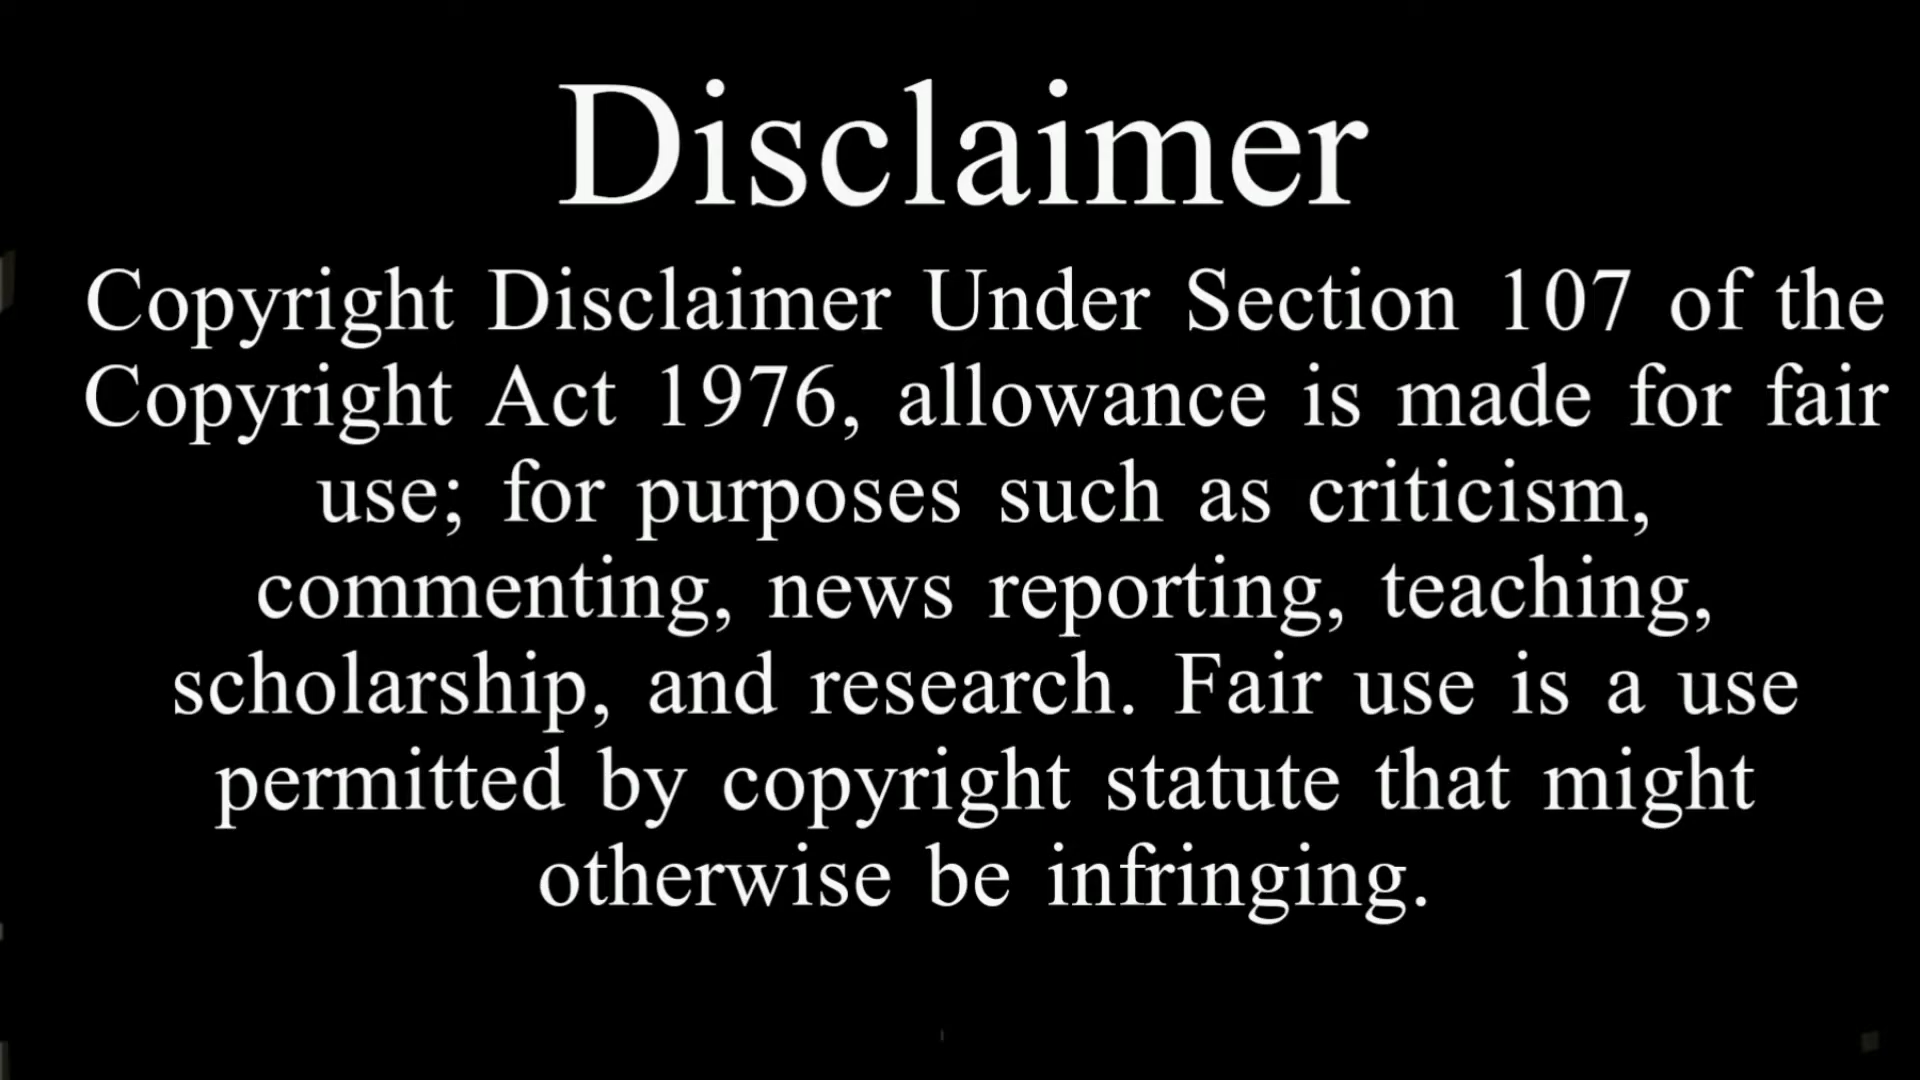 Disclaimer
Copyright Disclaimer Under Section 107 of the
Copyright Act 1976, allowance is made for fair
use; for purposes such as criticism,
commenting, news reporting, teaching,
scholarship, and research. Fair use is a use
permitted by copyright statute that might
otherwise be infringing.